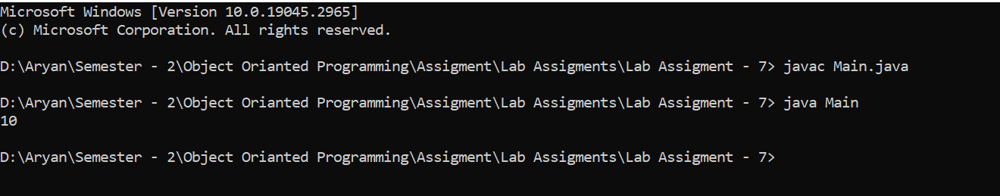 Microsoft Windows [Version 10.0.19045.2965]
(c) Microsoft Corporation. All rights reserved.
D:\Aryan\Semester - 2\Object Orianted Programming\Assigment\Lab Assigments\Lab Assigment - 7> javac Main.java
D:\Aryan\Semester - 2\Object Orianted Programming\Assigment\Lab Assigments\Lab Assigment - 7> java Main
10
D:\Aryan\Semester - 2\Object Orianted Programming\Assigment\Lab Assigments\Lab Assigment - 7>